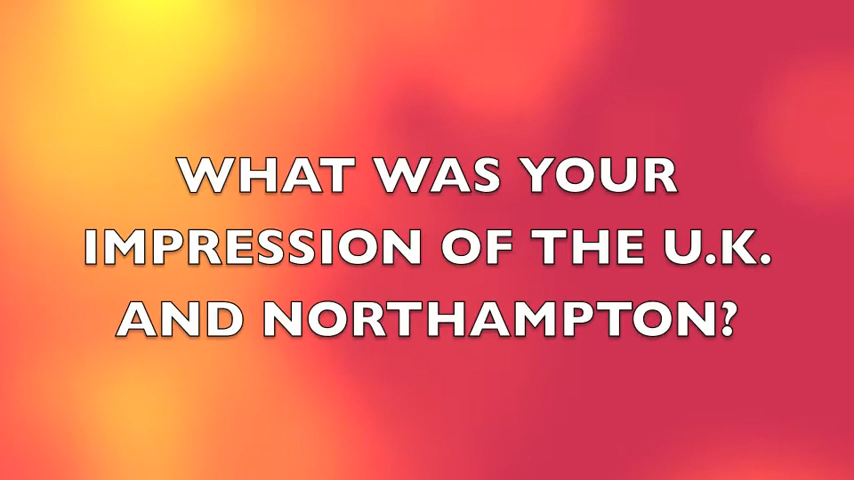 WHAT WAS YOUR
IMPRESSION OF THE U.K.
AND NORTHAMPTON?